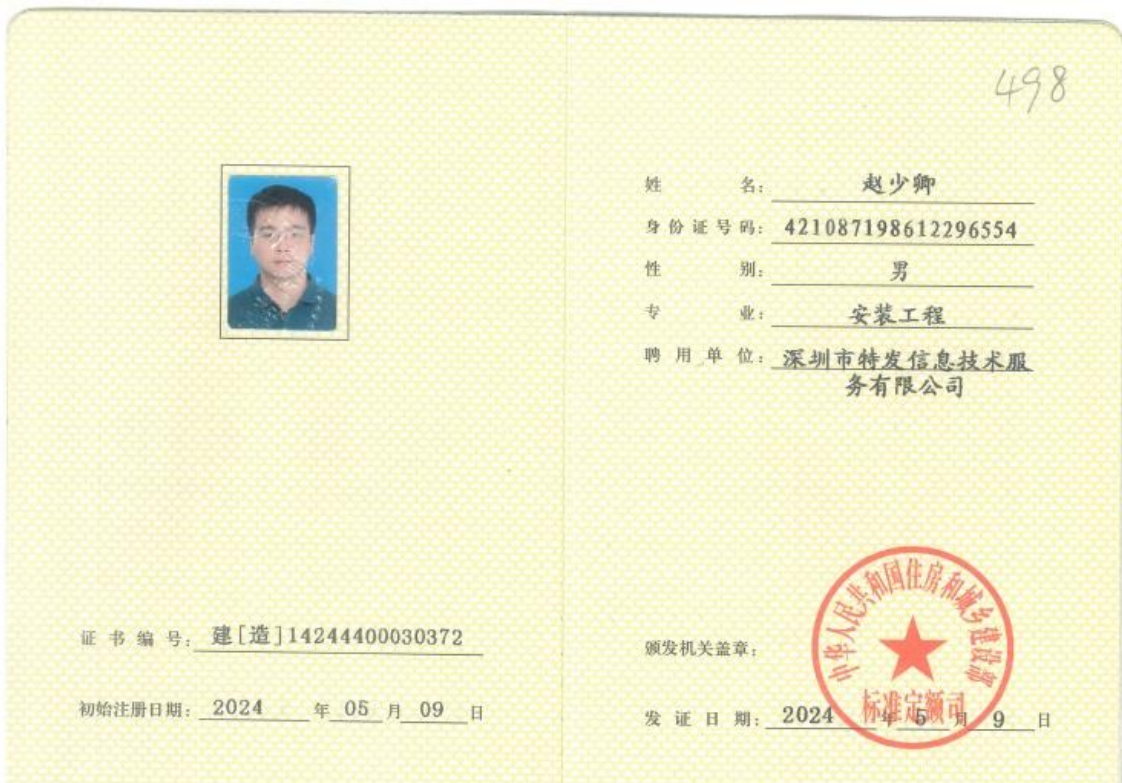 498
姓 名: 赵少卿
身份证号码: 421087198612296554
性 别: 男
专 业: 安装工程
聘用单位: 深圳市特发信息技术服
务有限公司
证书编号: 建[造]14244400030372
初始注册日期: 2024 年 05 月 09 日
颁发机关盖章:
中华人民共和国住房和城乡建设部
标准定额司
发证日期: 2024 年 5 月 9 日